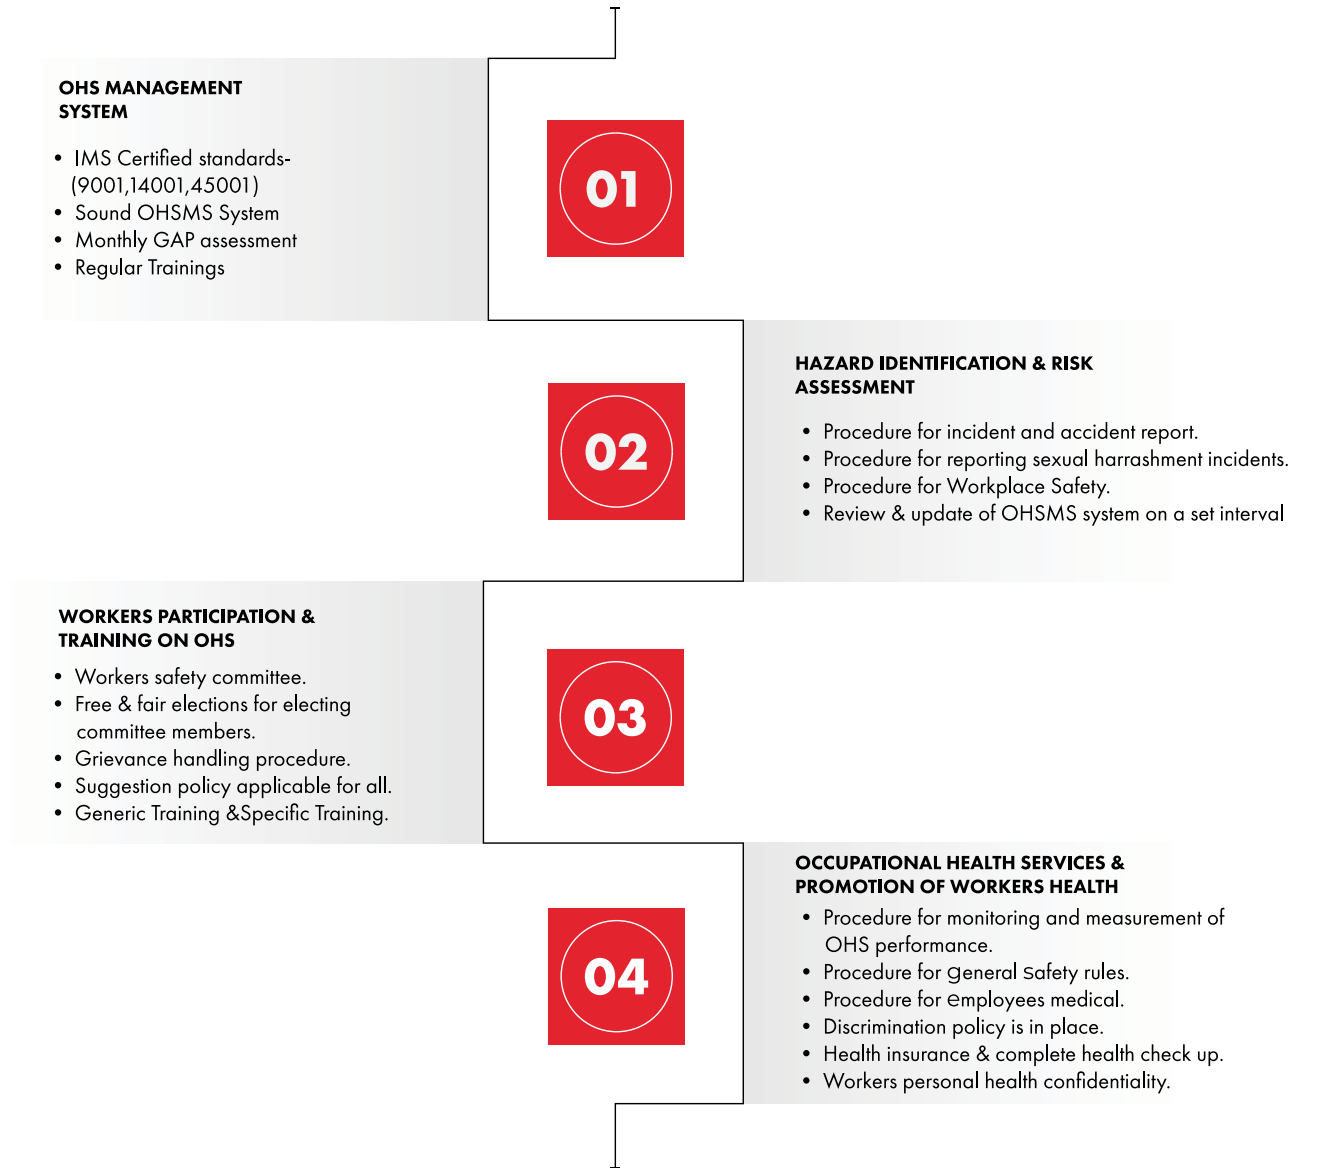 OHS MANAGEMENT
SYSTEM
• IMS Certified standards-
(9001,14001,45001)
• Sound OHSMS System
• Monthly GAP assessment
• Regular Trainings
01
HAZARD IDENTIFICATION & RISK
ASSESSMENT
• Procedure for incident and accident report.
• Procedure for reporting sexual harrashment incidents.
• Procedure for Workplace Safety.
• Review & update of OHSMS system on a set interval
02
WORKERS PARTICIPATION &
TRAINING ON OHS
• Workers safety committee.
• Free & fair elections for electing
committee members.
• Grievance handling procedure.
• Suggestion policy applicable for all.
• Generic Training &Specific Training.
03
OCCUPATIONAL HEALTH SERVICES &
PROMOTION OF WORKERS HEALTH
• Procedure for monitoring and measurement of
OHS performance.
• Procedure for general safety rules.
• Procedure for employees medical.
• Discrimination policy is in place.
• Health insurance & complete health check up.
• Workers personal health confidentiality.
04